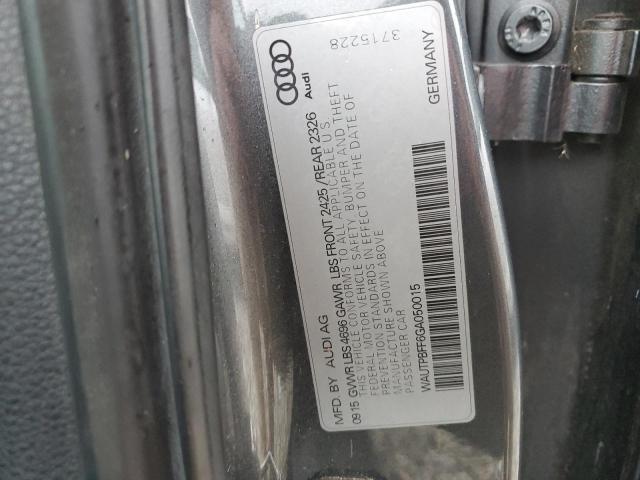 MFD. BY AUDI AG
0915 GVWR LBS 4696 GAWR LBS FRONT 2425 / REAR 2326
THIS VEHICLE CONFORMS TO ALL APPLICABLE U S
FEDERAL MOTOR VEHICLE SAFETY, BUMPER AND THEFT
PREVENTION STANDARDS IN EFFECT ON THE DATE OF
MANUFACTURE SHOWN ABOVE
PASSENGER CAR
WAUTPBFF6GA050015
GERMANY
Audi
3715228